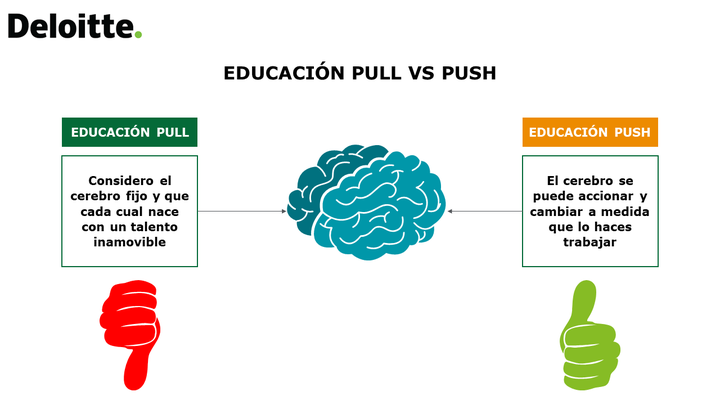 Deloitte.
EDUCACIÓN PULL VS PUSH
EDUCACIÓN PULL
Considero el
cerebro fijo y que
cada cual nace
con un talento
inamovible
EDUCACIÓN PUSH
El cerebro se
puede accionar y
cambiar a medida
que lo haces
trabajar